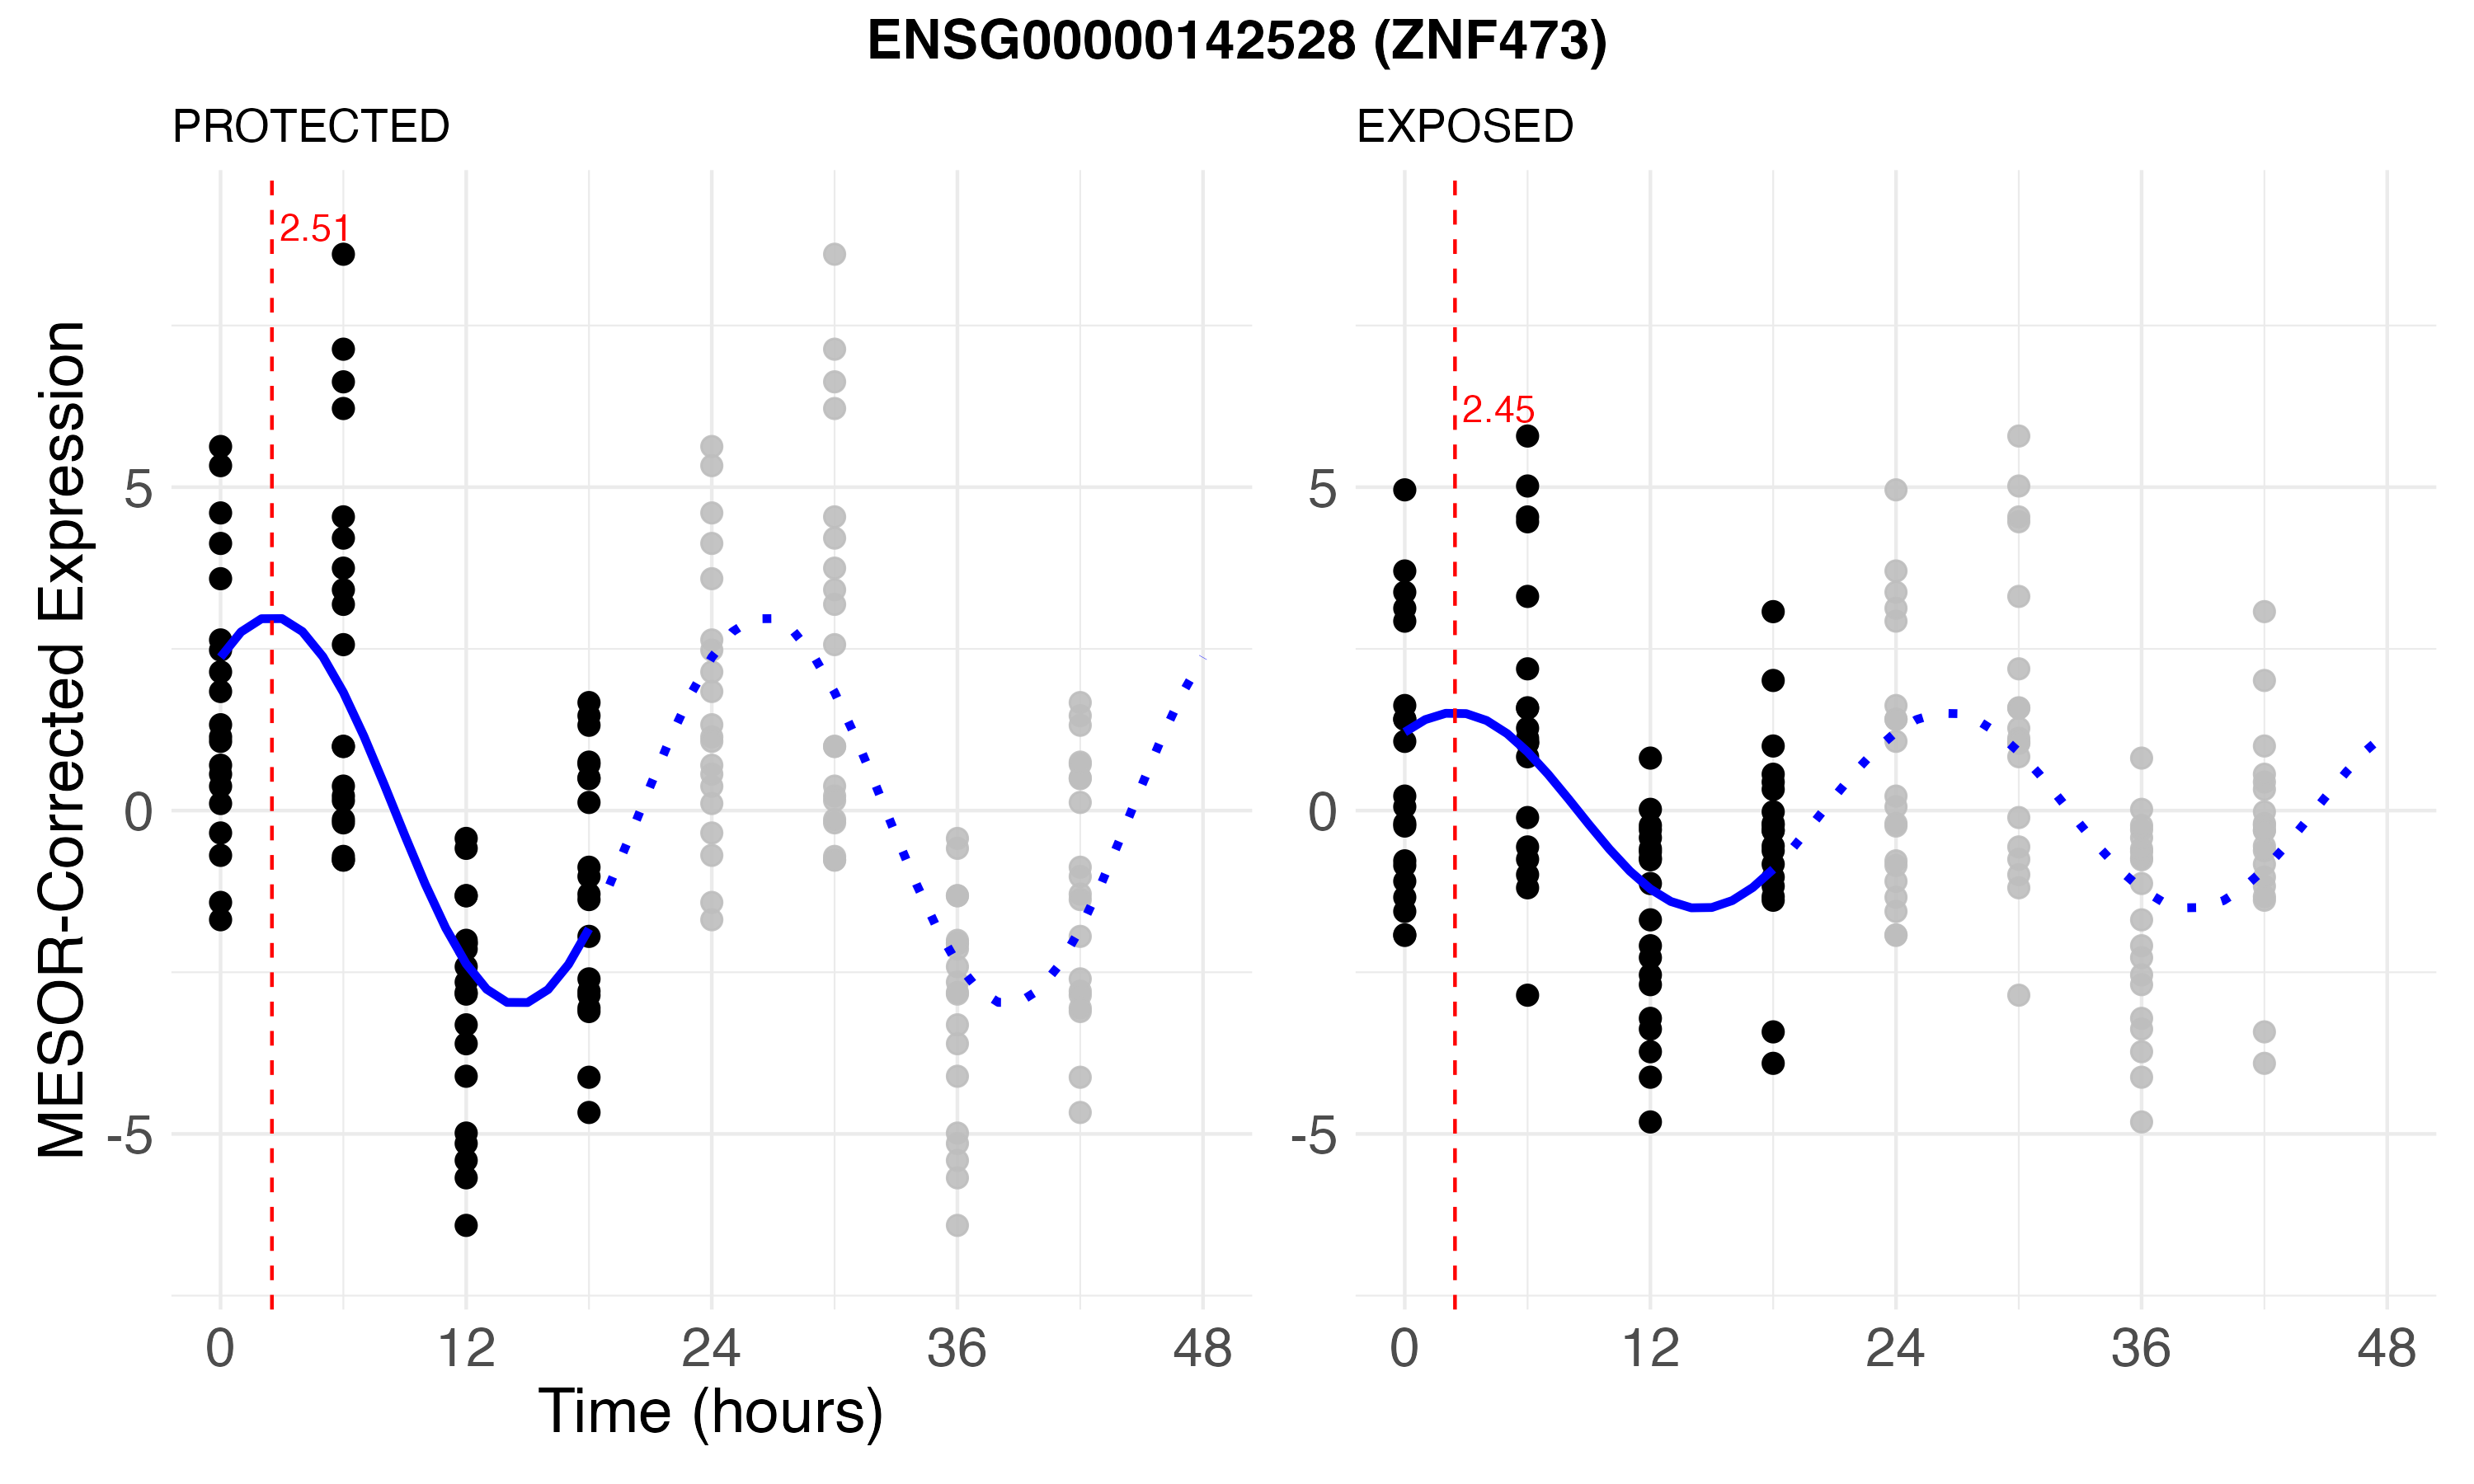 ENSG00000142528 (ZNF473)
PROTECTED
EXPOSED
MESOR-Corrected Expression
2.51
2.45
5
0
-5
5
0
-5
0 12 24 36 48
0 12 24 36 48
Time (hours)